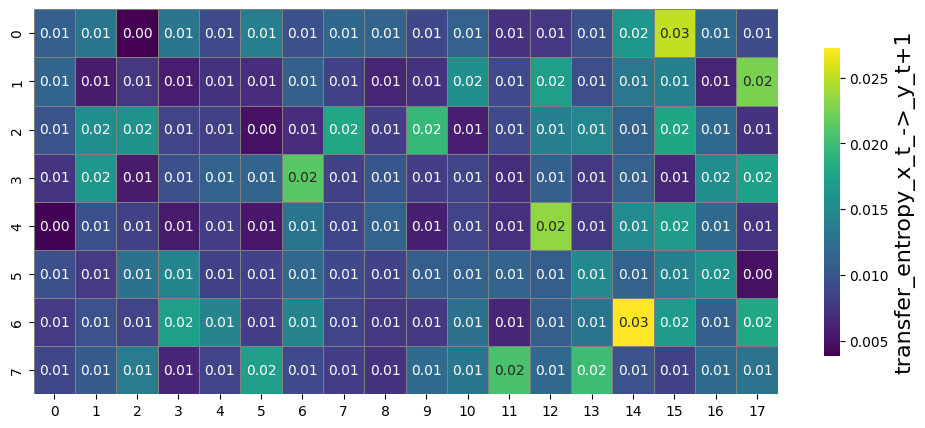 0 0.01 0.01 0.00 0.01 0.01 0.01 0.01 0.01 0.01 0.01 0.01 0.01 0.01 0.01 0.02 0.03 0.01 0.01
1 0.01 0.01 0.01 0.01 0.01 0.01 0.01 0.01 0.01 0.01 0.02 0.01 0.02 0.01 0.01 0.01 0.01 0.02
2 0.01 0.02 0.02 0.01 0.01 0.00 0.01 0.02 0.01 0.02 0.01 0.01 0.01 0.01 0.01 0.02 0.01 0.01
3 0.01 0.02 0.01 0.01 0.01 0.01 0.02 0.01 0.01 0.01 0.01 0.01 0.01 0.01 0.01 0.01 0.02 0.02
4 0.00 0.01 0.01 0.01 0.01 0.01 0.01 0.01 0.01 0.01 0.01 0.01 0.02 0.01 0.01 0.02 0.01 0.01
5 0.01 0.01 0.01 0.01 0.01 0.01 0.01 0.01 0.01 0.01 0.01 0.01 0.01 0.01 0.01 0.01 0.02 0.00
6 0.01 0.01 0.01 0.02 0.01 0.01 0.01 0.01 0.01 0.01 0.01 0.01 0.01 0.01 0.03 0.02 0.01 0.02
7 0.01 0.01 0.01 0.01 0.01 0.02 0.01 0.01 0.01 0.01 0.01 0.02 0.01 0.02 0.01 0.01 0.01 0.01
0 1 2 3 4 5 6 7 8 9 10 11 12 13 14 15 16 17
0.025
0.020
0.015
0.010
0.005
transfer_entropy_x_t_->_y_t+1